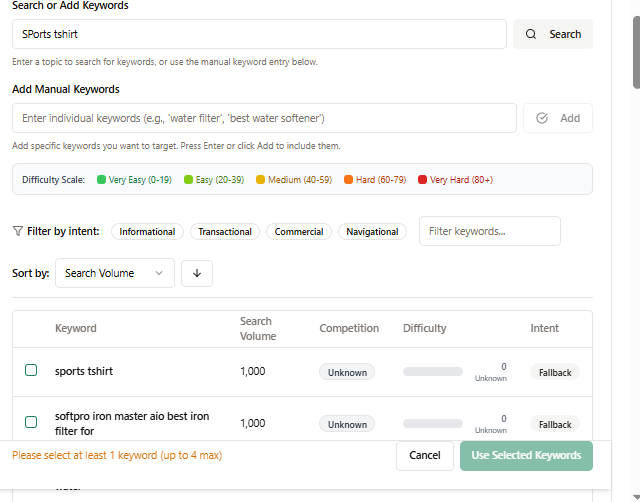 Search or Add Keywords
SPorts tshirt
Search
Enter a topic to search for keywords, or use the manual keyword entry below.
Add Manual Keywords
Enter individual keywords (e.g., 'water filter', 'best water softener')
Add
Add specific keywords you want to target. Press Enter or click Add to include them.
Difficulty Scale: Very Easy (0-19) Easy (20-39) Medium (40-59) Hard (60-79) Very Hard (80+)
Filter by intent: Informational Transactional Commercial Navigational Filter keywords...
Sort by: Search Volume
Keyword Search Volume Competition Difficulty Intent
sports tshirt 1,000 Unknown 0 Unknown Fallback
softpro iron master aio best iron
filter for
1,000 Unknown 0 Unknown Fallback
Please select at least 1 keyword (up to 4 max) Cancel Use Selected Keywords